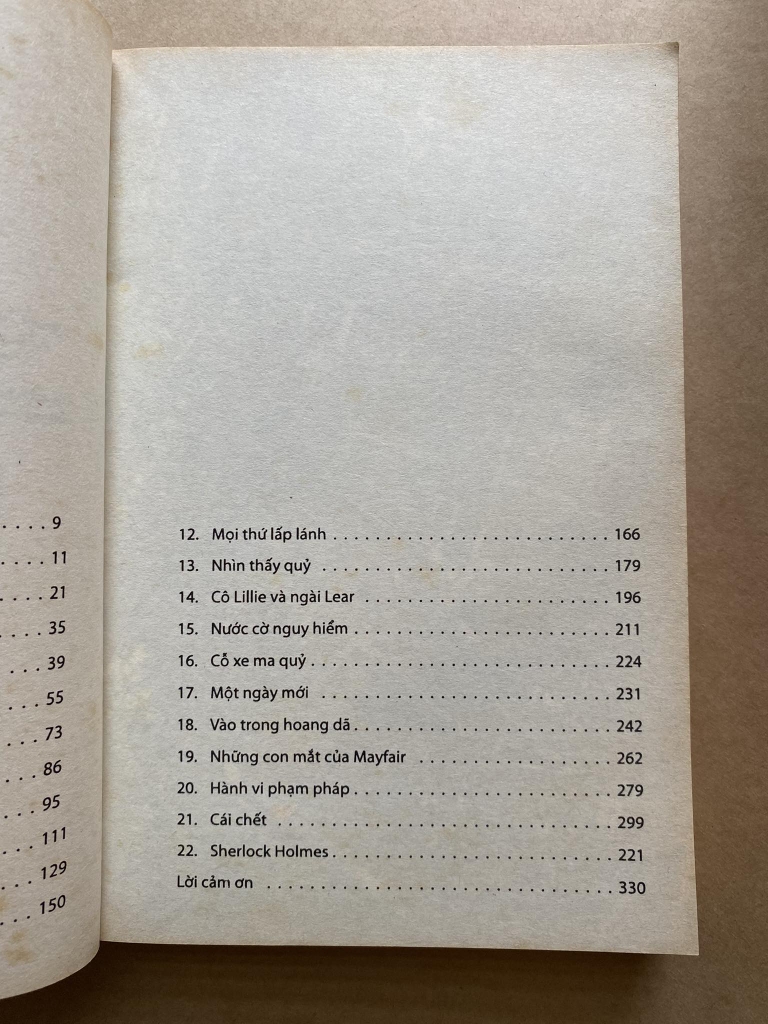 . . . . 9
. . . . 11
. . . . 21
. . . . 35
. . . 39
. . . 55
. . . 73
. . . 86
. . . 95
. . . 111
. . . 129
. . . 150
12. Mọi thứ lấp lánh . . . . . . . . . . . . . . . . . . . . . . . . . . 166
13. Nhìn thấy quỷ . . . . . . . . . . . . . . . . . . . . . . . . . . . 179
14. Cô Lillie và ngài Lear . . . . . . . . . . . . . . . . . . . . . . . 196
15. Nước cờ nguy hiểm . . . . . . . . . . . . . . . . . . . . . . . . 211
16. Cỗ xe ma quỷ . . . . . . . . . . . . . . . . . . . . . . . . . . . . 224
17. Một ngày mới . . . . . . . . . . . . . . . . . . . . . . . . . . . 231
18. Vào trong hoang dã . . . . . . . . . . . . . . . . . . . . . . . . 242
19. Những con mắt của Mayfair . . . . . . . . . . . . . . . . . . 262
20. Hành vi phạm pháp . . . . . . . . . . . . . . . . . . . . . . . . 279
21. Cái chết . . . . . . . . . . . . . . . . . . . . . . . . . . . . . . . 299
22. Sherlock Holmes . . . . . . . . . . . . . . . . . . . . . . . . . . 221
Lời cảm ơn . . . . . . . . . . . . . . . . . . . . . . . . . . . . . . . . 330